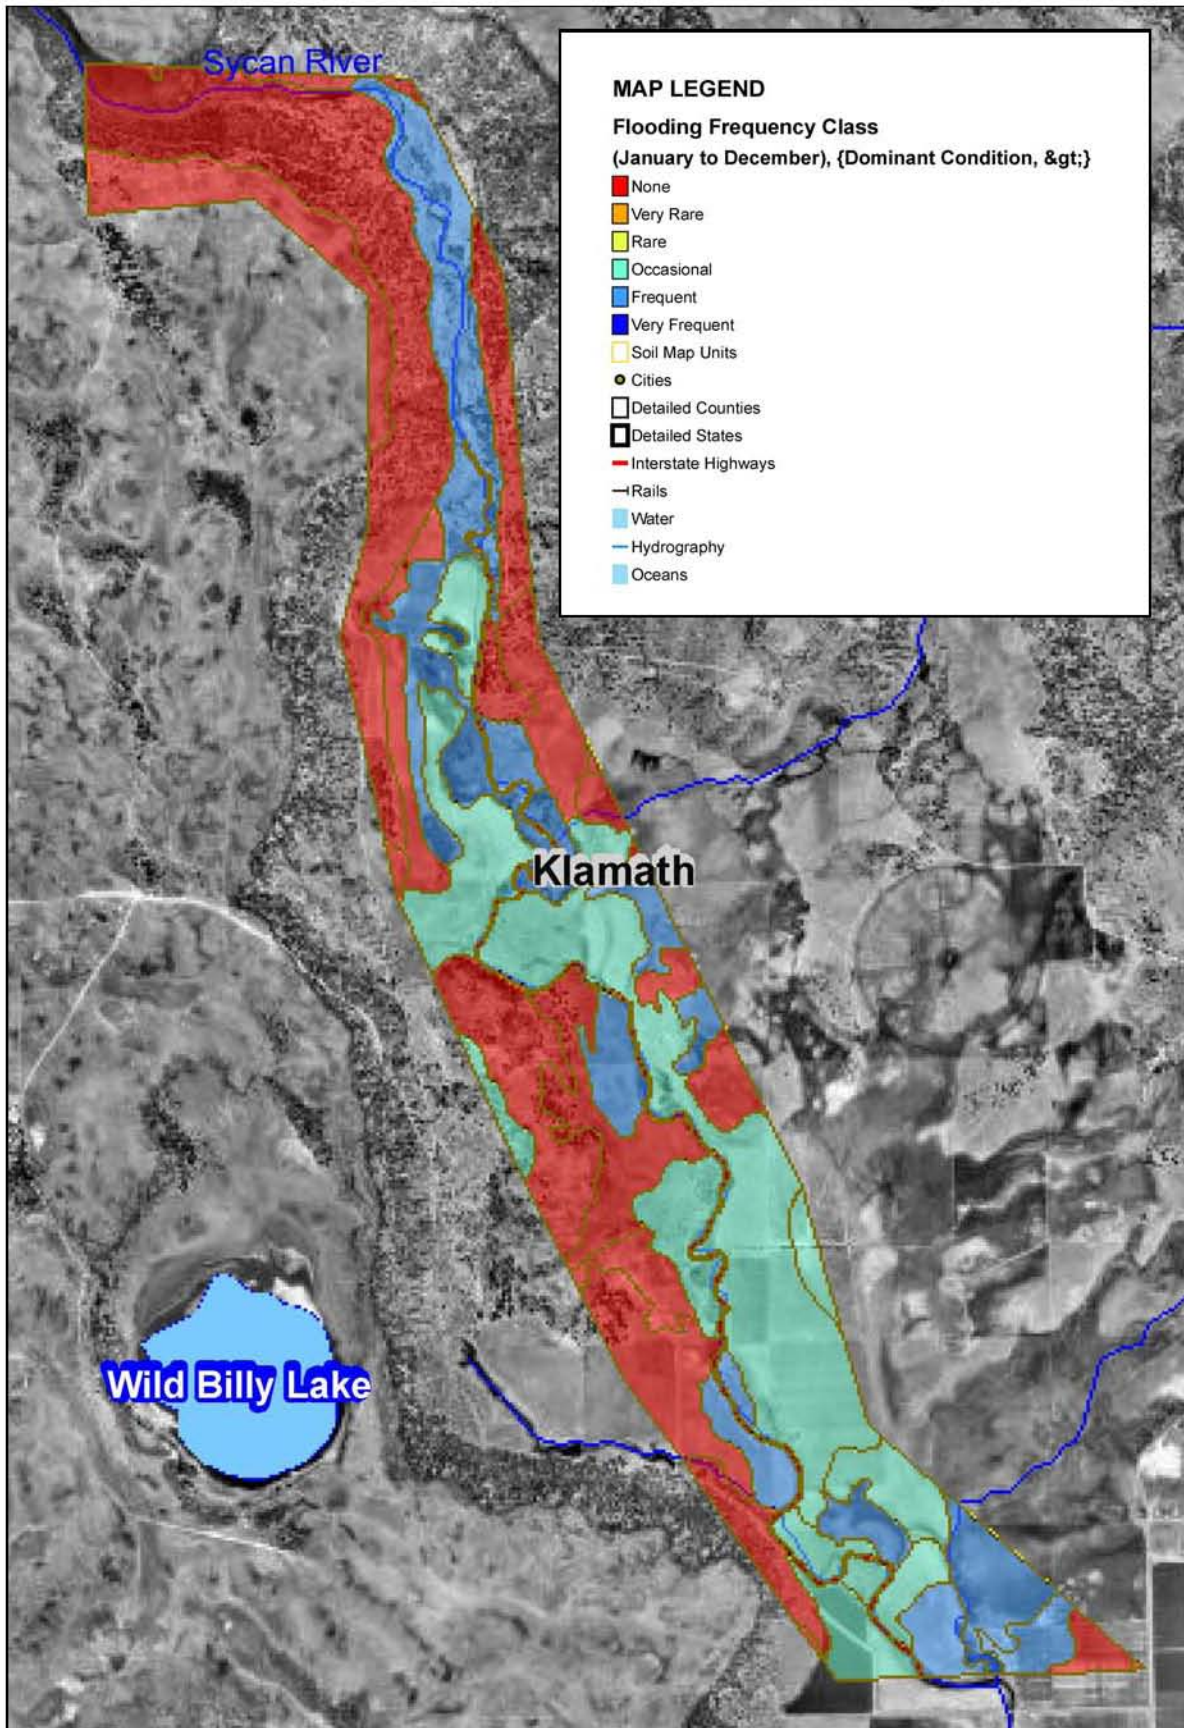 Sycan River
MAP LEGEND
Flooding Frequency Class
(January to December), {Dominant Condition, &gt;}
None
Very Rare
Rare
Occasional
Frequent
Very Frequent
Soil Map Units
Cities
Detailed Counties
Detailed States
Interstate Highways
Rails
Water
Hydrography
Oceans
Klamath
Wild Billy Lake